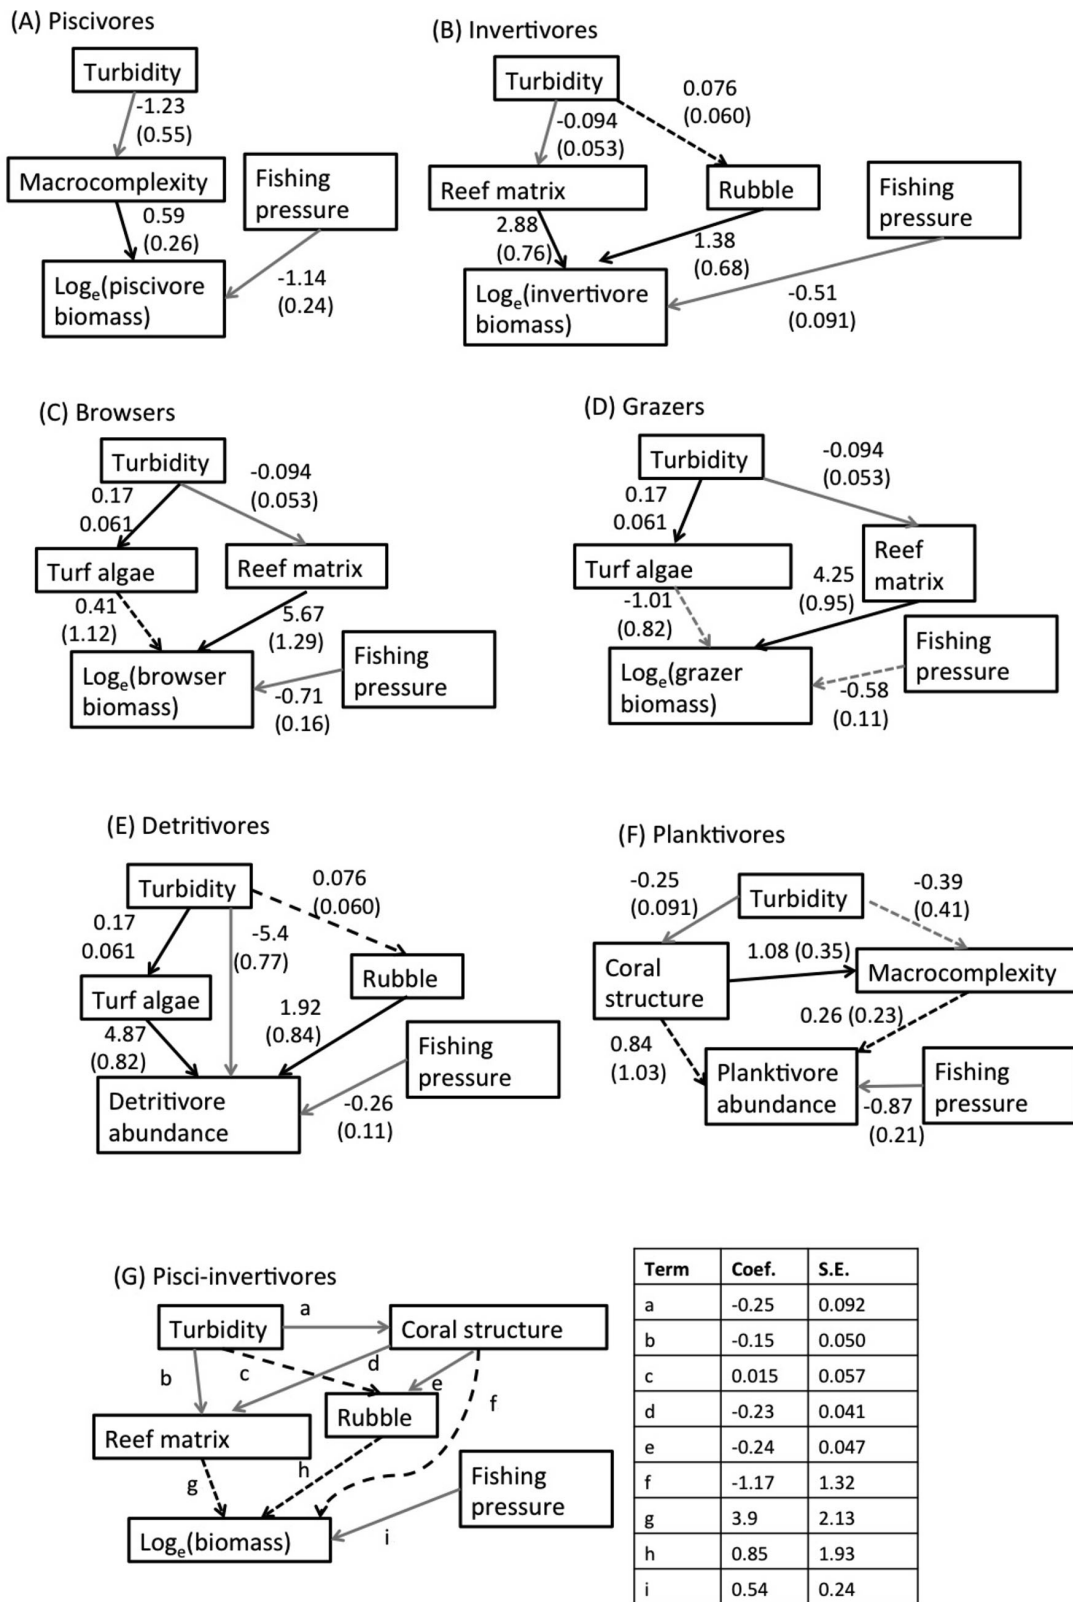 (A) Piscivores
Turbidity
-1.23
(0.55)
Macrocomplexity
Fishing
pressure
0.59
(0.26)
-1.14
(0.24)
Logₑ(piscivore
biomass)
(B) Invertivores
Turbidity
0.076
(0.060)
-0.094
(0.053)
Reef matrix
Rubble
Fishing
pressure
2.88
(0.76)
1.38
(0.68)
-0.51
(0.091)
Logₑ(invertivore
biomass)
(C) Browsers
Turbidity
-0.094
(0.053)
0.17
0.061
Turf algae
Reef matrix
0.41
(1.12)
5.67
(1.29)
Fishing
pressure
Logₑ(browser
biomass)
-0.71
(0.16)
(D) Grazers
Turbidity
-0.094
(0.053)
0.17
0.061
Turf algae
Reef
matrix
-1.01
(0.82)
4.25
(0.95)
Fishing
pressure
Logₑ(grazer
biomass)
-0.58
(0.11)
(E) Detritivores
Turbidity
0.076
(0.060)
0.17
0.061
-5.4
(0.77)
Turf algae
Rubble
4.87
(0.82)
1.92
(0.84)
Fishing
pressure
Detritivore
abundance
-0.26
(0.11)
(F) Planktivores
-0.25
(0.091)
Turbidity
-0.39
(0.41)
Coral
structure
1.08 (0.35)
Macrocomplexity
0.84
(1.03)
0.26 (0.23)
Planktivore
abundance
Fishing
pressure
-0.87
(0.21)
(G) Pisci-invertivores
a
Turbidity
Coral structure
b
c
d
e
f
Reef matrix
Rubble
g
h
Fishing
pressure
Logₑ(biomass)
i
Term Coef. S.E.
a -0.25 0.092
b -0.15 0.050
c 0.015 0.057
d -0.23 0.041
e -0.24 0.047
f -1.17 1.32
g 3.9 2.13
h 0.85 1.93
i 0.54 0.24